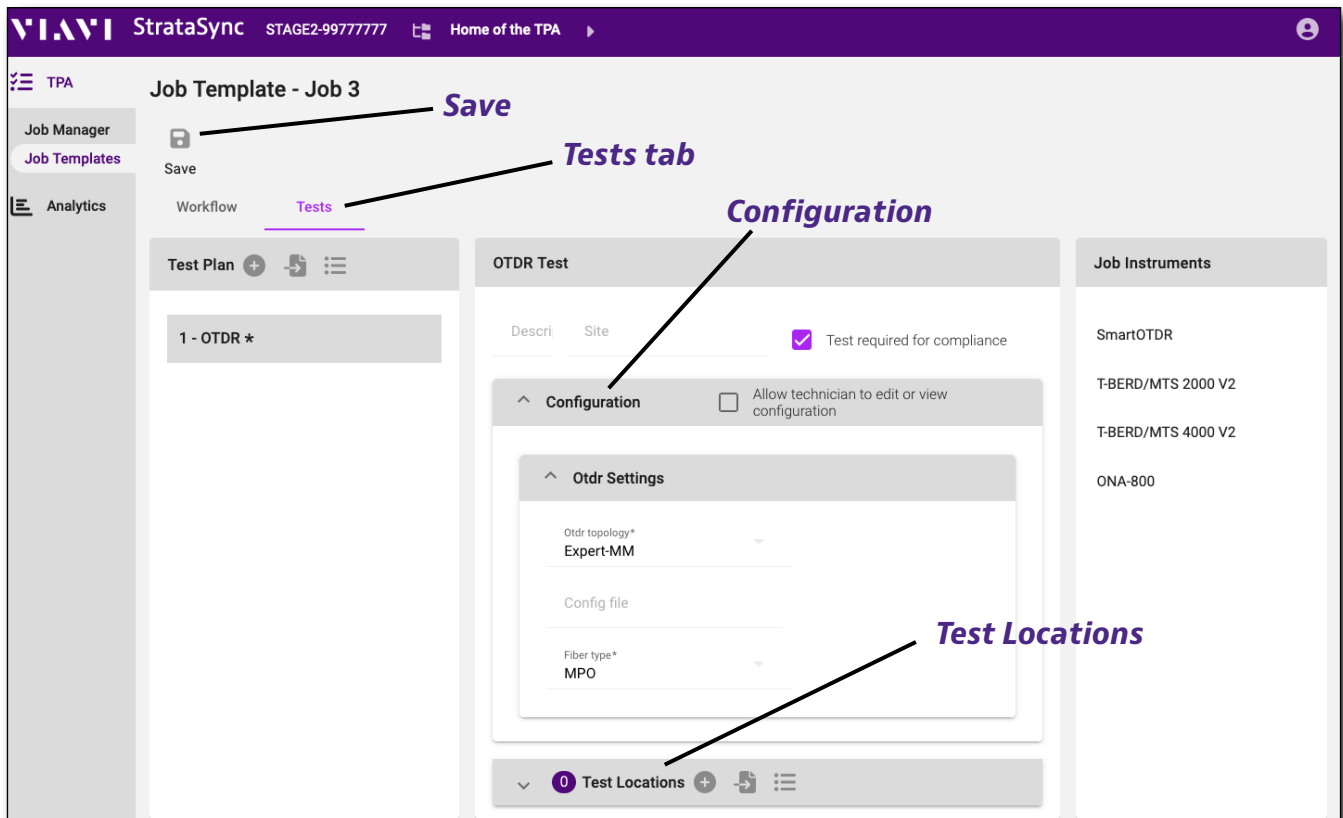 VIAVI StrataSync STAGE2-99777777 Home of the TPA
TPA
Job Manager
Job Templates
Analytics
Job Template - Job 3
Save
Save
Tests tab
Workflow Tests
Configuration
Test Plan
1 - OTDR *
OTDR Test
Descri Site
Test required for compliance
Configuration
Allow technician to edit or view
configuration
Otdr Settings
Otdr topology*
Expert-MM
Config file
Fiber type*
MPO
Test Locations
0 Test Locations
Job Instruments
SmartOTDR
T-BERD/MTS 2000 V2
T-BERD/MTS 4000 V2
ONA-800